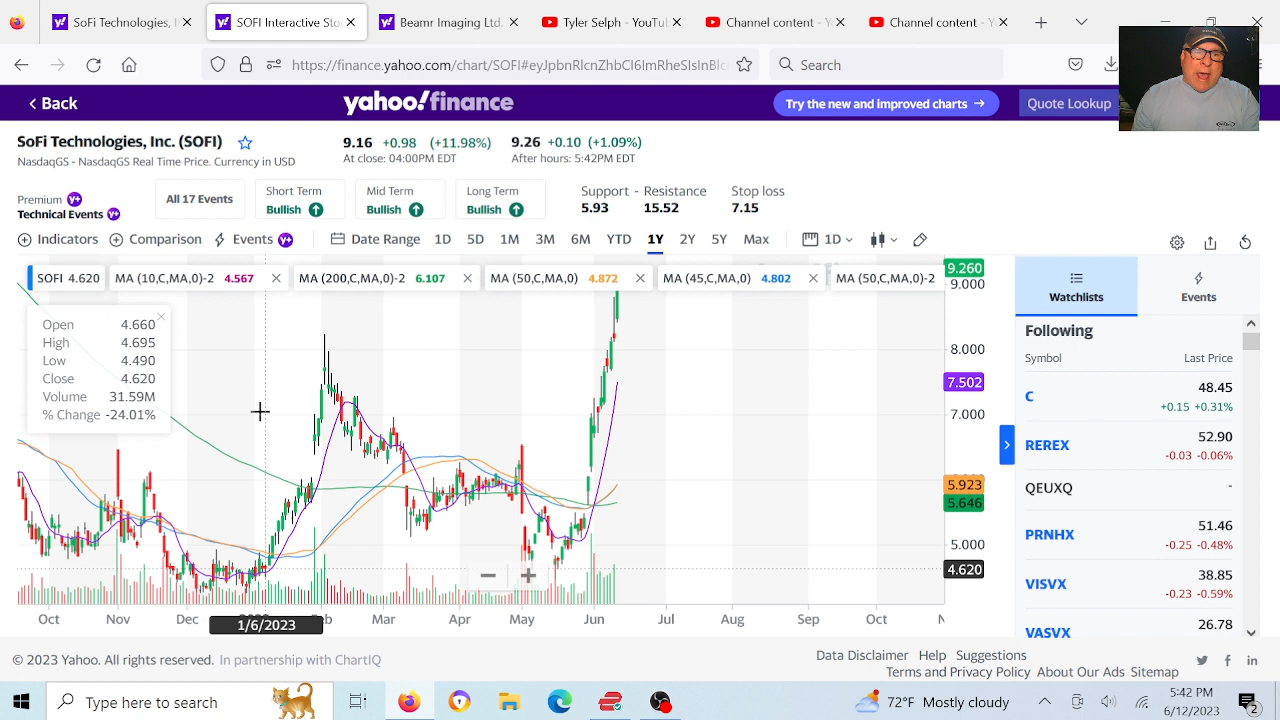 SoFi Technologies, Inc. (SO
Interactive Sto
Averaging Ltd.
Tyler Seph - YouTu
Channel content - Y
Channel content - Y
https://finance.yahoo.com/chart/SOFI#eyJpbnRlcnZhbCI6ImRheSIsInBlc
Search
Back
yahoo!finance
Try the new and improved charts →
Quote Lookup
SoFi Technologies, Inc. (SOFI)
9.16 +0.98 (+11.98%)
9.26 +0.10 (+1.09%)
NasdaqGS - NasdaqGS Real Time Price. Currency in USD
At close: 04:00PM EDT
After hours: 5:42PM EDT
Premium Y+
Technical Events Y+
All 17 Events
Short Term
Bullish
Mid Term
Bullish
Long Term
Bullish
Support - Resistance
5.93 15.52
Stop loss
7.15
Indicators Comparison Events Y+ Date Range 1D 5D 1M 3M 6M YTD 1Y 2Y 5Y Max 1D
SOFI 4.620 MA (10,C,MA,0)-2 4.567 MA (200,C,MA,0)-2 6.107 MA (50,C,MA,0) 4.872 MA (45,C,MA,0) 4.802 MA (50,C,MA,0)-2
Open 4.660
High 4.695
Low 4.490
Close 4.620
Volume 31.59M
% Change -24.01%
9.260
9.000
8.000
7.502
7.000
5.923
5.646
5.000
4.620
Oct Nov Dec 1/6/2023 Mar Apr May Jun Jul Aug Sep Oct
Watchlists
Events
Following
Symbol Last Price
C 48.45
+0.15 +0.31%
REREX 52.90
-0.03 -0.06%
QEUXQ -
PRNHX 51.46
-0.25 -0.48%
VISVX 38.85
-0.23 -0.59%
VASVX 26.78
© 2023 Yahoo. All rights reserved. In partnership with ChartIQ
Data Disclaimer Help Suggestions
Terms and Privacy Policy About Our Ads Sitemap
Type here to search
72°F Mostly cloudy
5:42 PM
6/12/2023
2